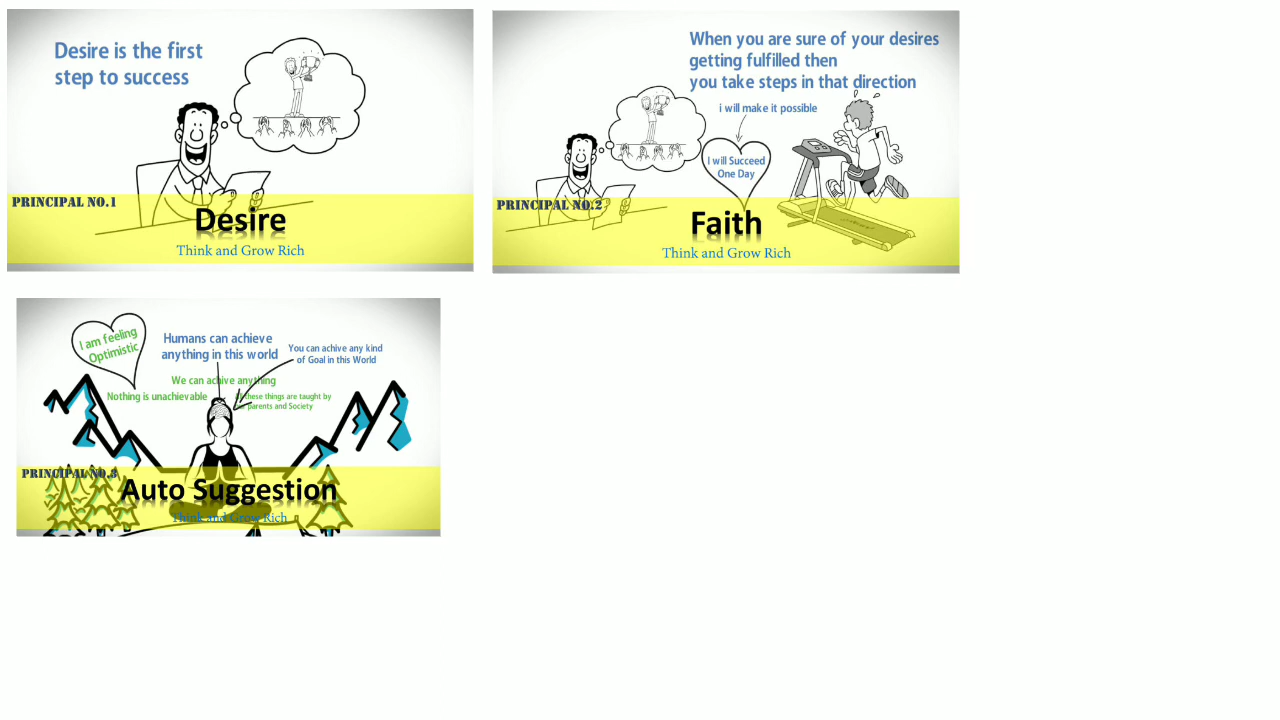 Desire is the first
step to success
PRINCIPAL NO.1
Desire
Think and Grow Rich
When you are sure of your desires
getting fulfilled then
you take steps in that direction
i will make it possible
I will Succeed
One Day
PRINCIPAL NO.2
Faith
Think and Grow Rich
I am feeling
Optimistic
Humans can achieve
anything in this world
You can achive any kind
of Goal in this World
We can achive anything
Nothing is unachievable
these things are taught by
parents and Society
PRINCIPAL NO.3
Auto Suggestion
Think and Grow Rich